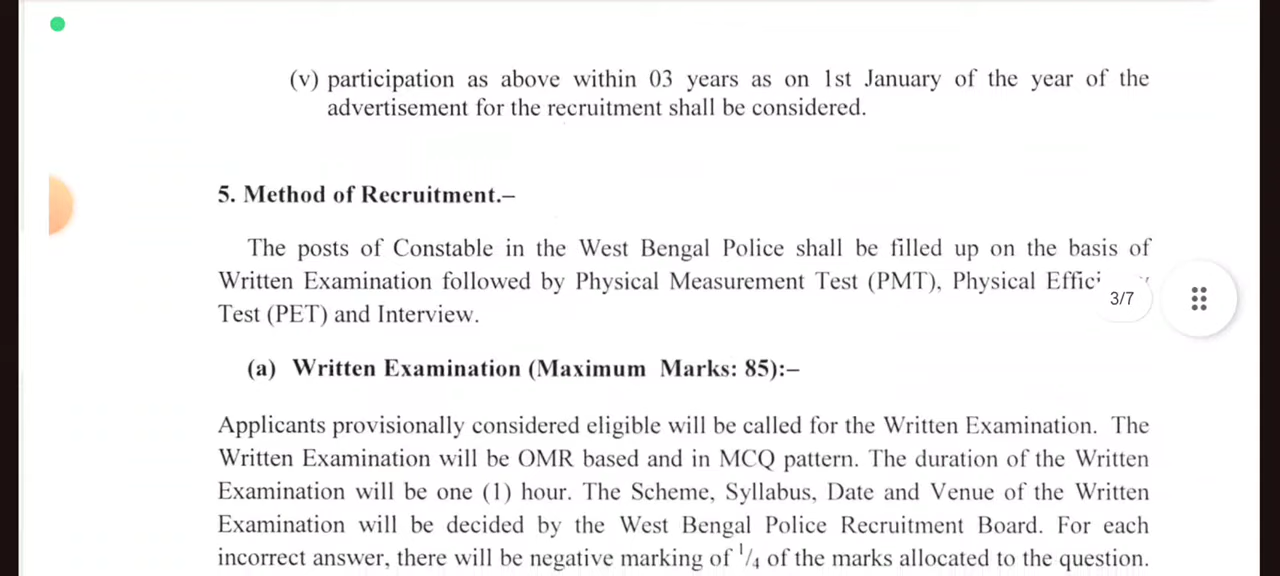 (v) participation as above within 03 years as on 1st January of the year of the
advertisement for the recruitment shall be considered.
5. Method of Recruitment.–
The posts of Constable in the West Bengal Police shall be filled up on the basis of
Written Examination followed by Physical Measurement Test (PMT), Physical
3/7
Test (PET) and Interview.
(a) Written Examination (Maximum Marks: 85):–
Applicants provisionally considered eligible will be called for the Written Examination. The
Written Examination will be OMR based and in MCQ pattern. The duration of the Written
Examination will be one (1) hour. The Scheme, Syllabus, Date and Venue of the Written
Examination will be decided by the West Bengal Police Recruitment Board. For each
incorrect answer, there will be negative marking of 1/4 of the marks allocated to the question.